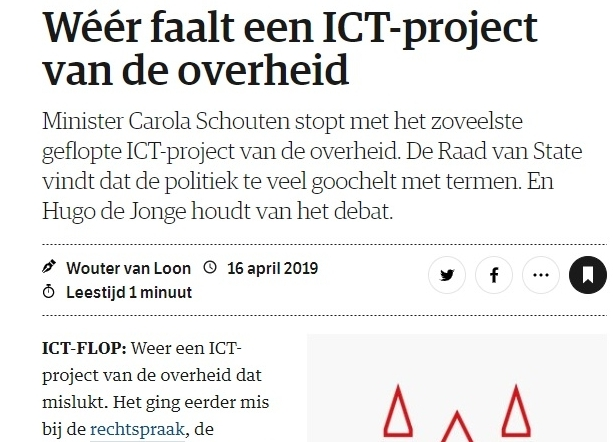 Wéér faalt een ICT-project
van de overheid
Minister Carola Schouten stopt met het zoveelste
geflopte ICT-project van de overheid. De Raad van State
vindt dat de politiek te veel goochelt met termen. En
Hugo de Jonge houdt van het debat.
Wouter van Loon 16 april 2019
Leestijd 1 minuut
ICT-FLOP: Weer een ICT-
project van de overheid dat
mislukt. Het ging eerder mis
bij de rechtspraak, de